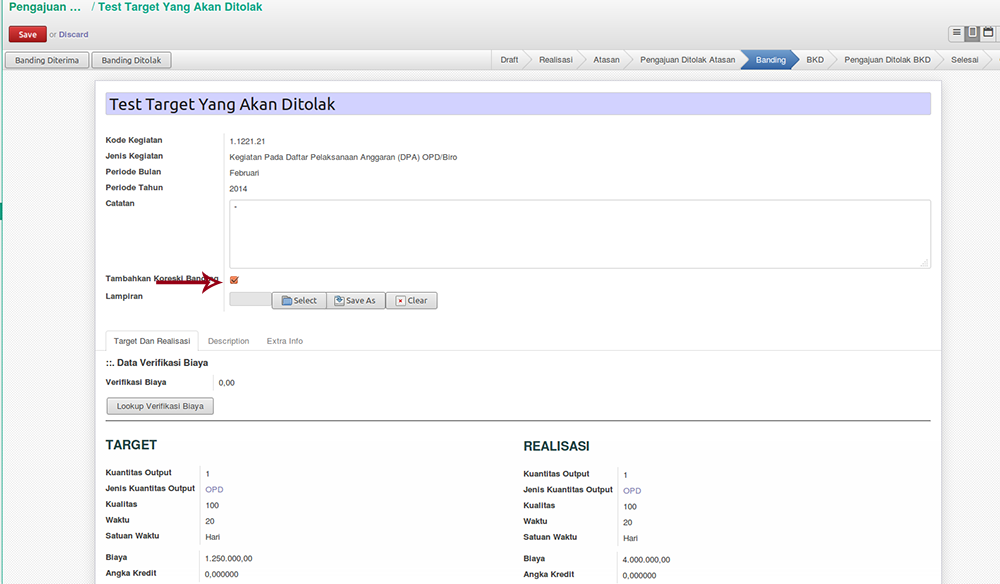 Pengajuan ... / Test Target Yang Akan Ditolak
Save or Discard
Banding Diterima Banding Ditolak Draft Realisasi Atasan Pengajuan Ditolak Atasan Banding BKD Pengajuan Ditolak BKD Selesai
Test Target Yang Akan Ditolak
Kode Kegiatan 1.1221.21
Jenis Kegiatan Kegiatan Pada Daftar Pelaksanaan Anggaran (DPA) OPD/Biro
Periode Bulan Februari
Periode Tahun 2014
Catatan -
Tambahkan Koreski Banding
Lampiran Select Save As Clear
Target Dan Realisasi Description Extra Info
::. Data Verifikasi Biaya
Verifikasi Biaya 0,00
Lookup Verifikasi Biaya
TARGET
Kuantitas Output 1
Jenis Kuantitas Output OPD
Kualitas 100
Waktu 20
Satuan Waktu Hari
Biaya 1.250.000,00
Angka Kredit 0,000000
REALISASI
Kuantitas Output 1
Jenis Kuantitas Output OPD
Kualitas 100
Waktu 20
Satuan Waktu Hari
Biaya 4.000.000,00
Angka Kredit 0,000000